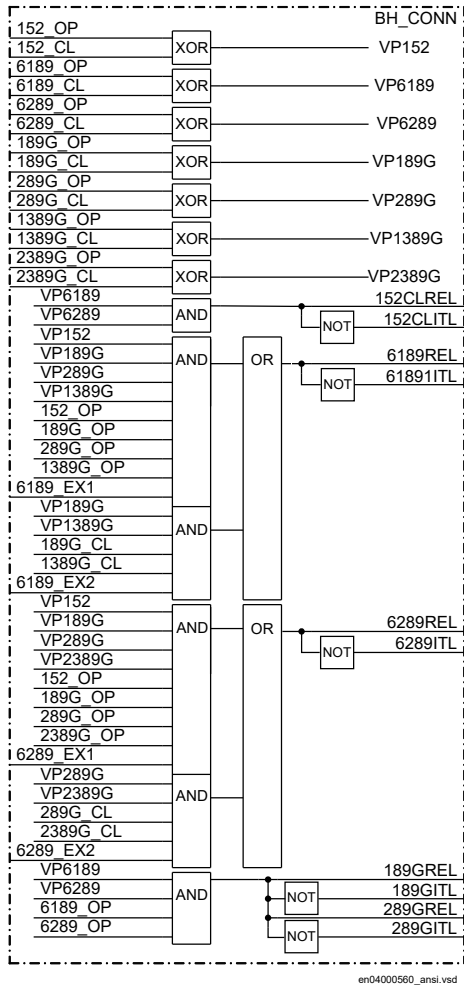 BH_CONN
152_OP
152_CL
XOR
VP152
6189_OP
6189_CL
XOR
VP6189
6289_OP
6289_CL
XOR
VP6289
189G_OP
189G_CL
XOR
VP189G
289G_OP
289G_CL
XOR
VP289G
1389G_OP
1389G_CL
XOR
VP1389G
2389G_OP
2389G_CL
XOR
VP2389G
VP6189
VP6289
AND
152CLREL
NOT
152CLITL
VP152
VP189G
VP289G
VP1389G
152_OP
189G_OP
289G_OP
1389G_OP
6189_EX1
AND
OR
6189REL
NOT
61891ITL
VP189G
VP1389G
189G_CL
1389G_CL
6189_EX2
AND
VP152
VP189G
VP289G
VP2389G
152_OP
189G_OP
289G_OP
2389G_OP
6289_EX1
AND
OR
6289REL
NOT
6289ITL
VP289G
VP2389G
289G_CL
2389G_CL
6289_EX2
AND
VP6189
VP6289
6189_OP
6289_OP
AND
189GREL
NOT
189GITL
289GREL
NOT
289GITL
en04000560_ansi.vsd